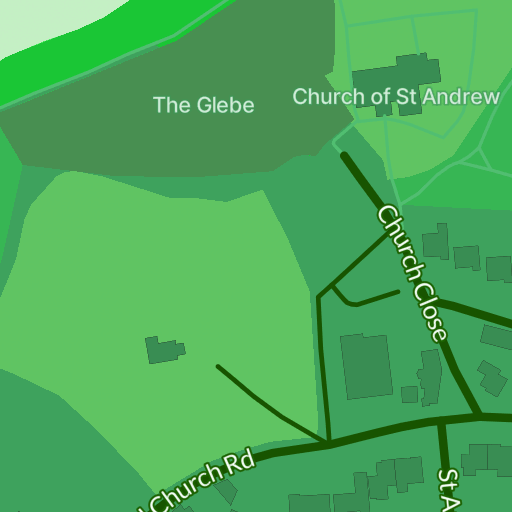 Church of St Andrew
The Glebe
Church Close
Church Rd
St A